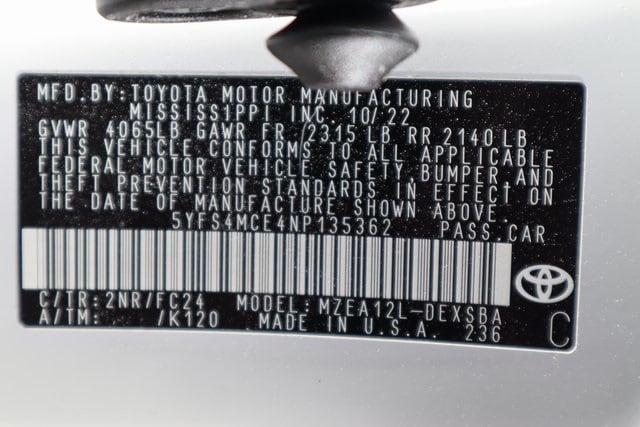 MFD.BY:TOYOTA MOTOR MANUFACTURING
MISSISSIPPI INC. 10/22
GVWR 4065LB GAWR FR 2315LB RR 2140LB
THIS VEHICLE CONFORMS TO ALL APPLICABLE
FEDERAL MOTOR VEHICLE SAFETY, BUMPER AND
THEFT PREVENTION STANDARDS IN EFFECT ON
THE DATE OF MANUFACTURE SHOWN ABOVE.
5YFS4MCE4NP135362 PASS.CAR
C/TR:2NR/FC24 MODEL:MZEA12L-DEXSBA
A/TM: /K120 MADE IN U.S.A. 236
C